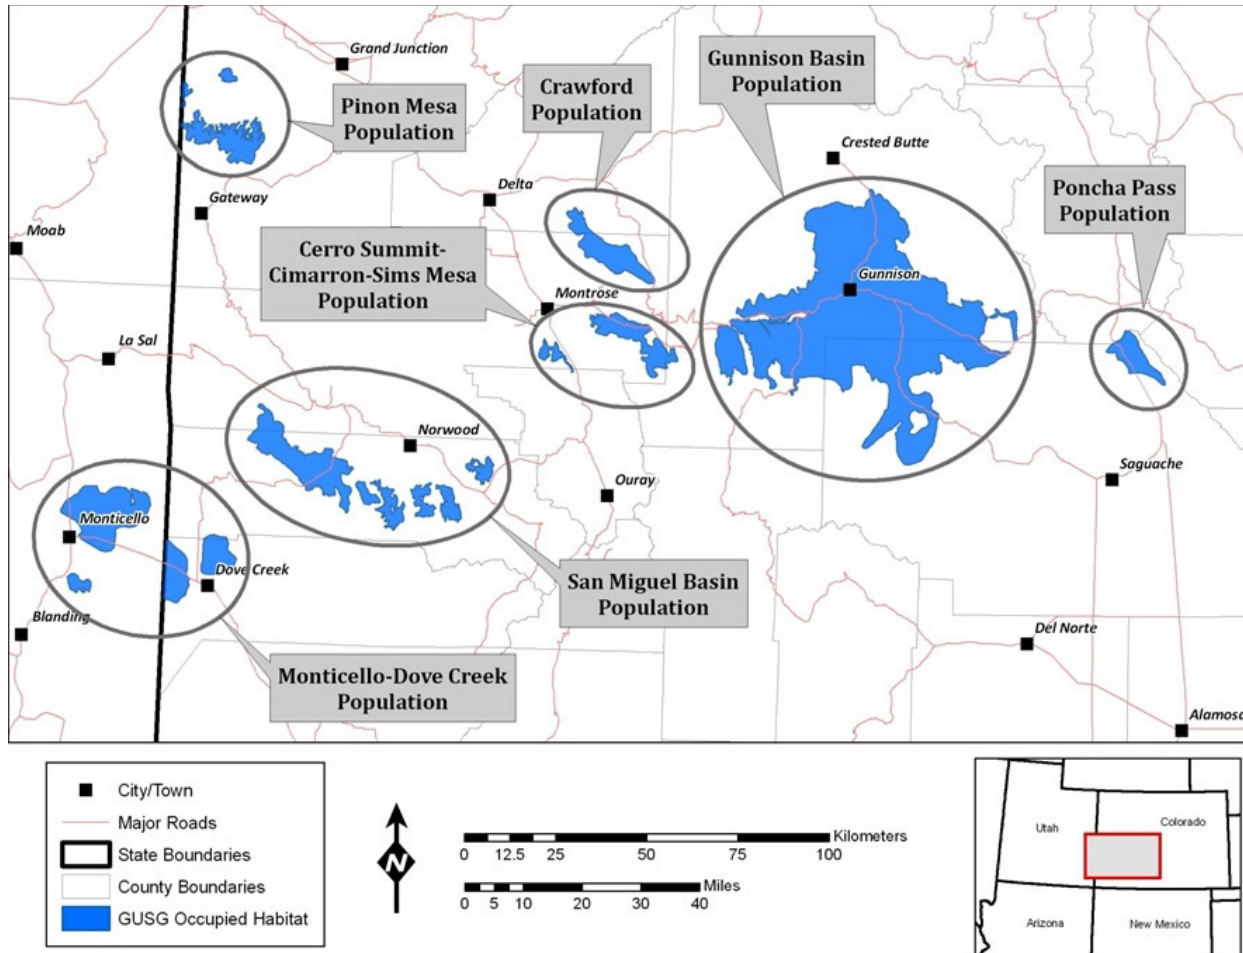 Grand Junction
Pinon Mesa
Population
Crawford
Population
Gunnison Basin
Population
Crested Butte
Poncha Pass
Population
Delta
Gateway
Moab
Cerro Summit-
Cimarron-Sims Mesa
Population
Montrose
Gunnison
La Sal
Norwood
Saguache
Ouray
Monticello
Dove Creek
Blanding
San Miguel Basin
Population
Del Norte
Monticello-Dove Creek
Population
Alamosa
City/Town
Major Roads
State Boundaries
County Boundaries
GUSG Occupied Habitat
N
Kilometers
0 12.5 25 50 75 100
Miles
0 5 10 20 30 40
Utah
Colorado
Arizona
New Mexico